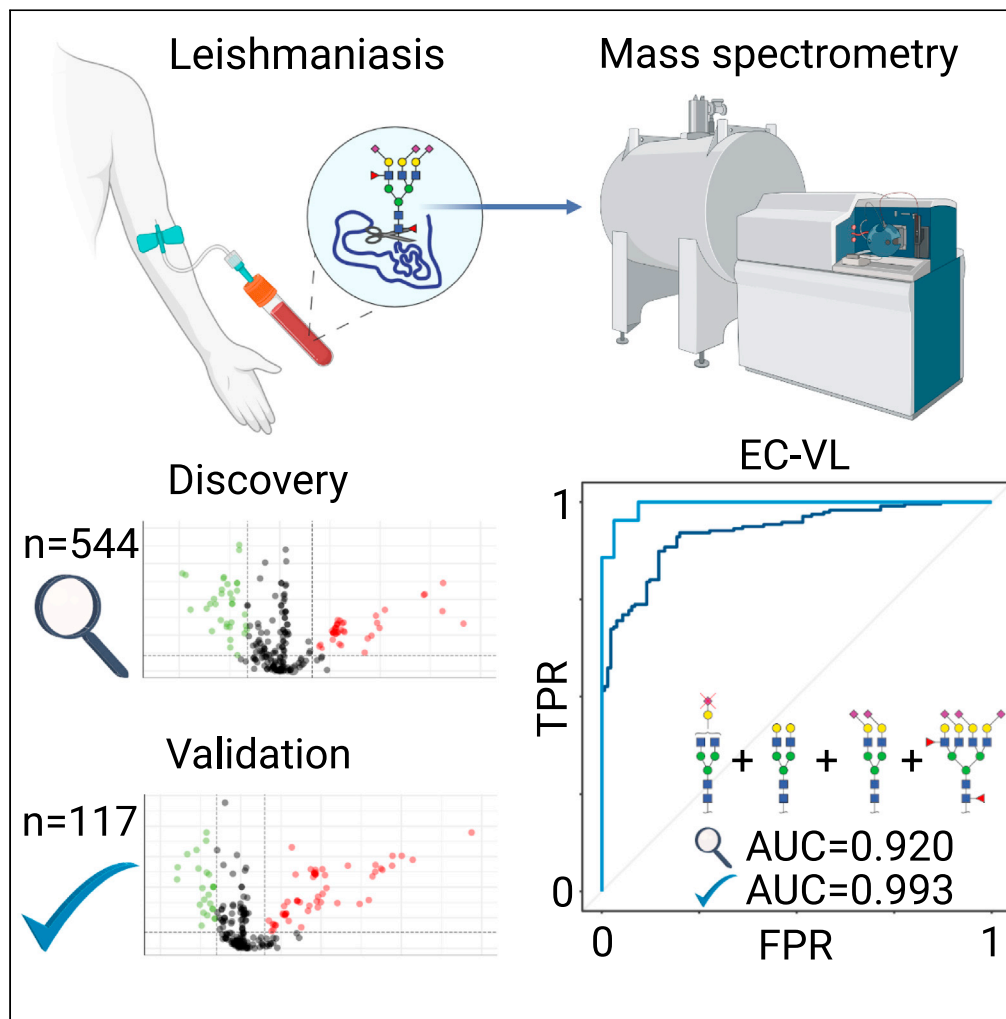 Leishmaniasis
Mass spectrometry
Discovery
n=544
Validation
n=117
EC-VL
1
TPR
0
+ + +
AUC=0.920
AUC=0.993
0 1
FPR